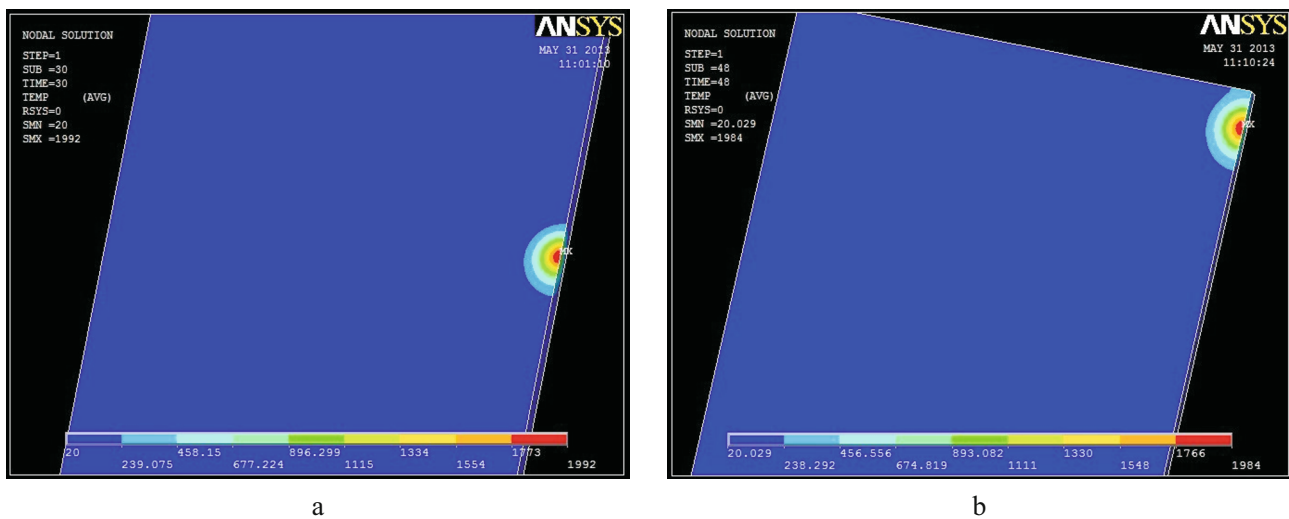 ANSYS
NODAL SOLUTION
MAY 31 2013
11:01:10
STEP=1
SUB =30
TIME=30
TEMP (AVG)
RSYS=0
SMN =20
SMX =1992
MX
20 458.15 896.299 1334 1773
239.075 677.224 1115 1554 1992
a
ANSYS
NODAL SOLUTION
MAY 31 2013
11:10:24
STEP=1
SUB =48
TIME=48
TEMP (AVG)
RSYS=0
SMN =20.029
SMX =1984
MX
20.029 456.556 893.082 1330 1766
238.292 674.819 1111 1548 1984
b